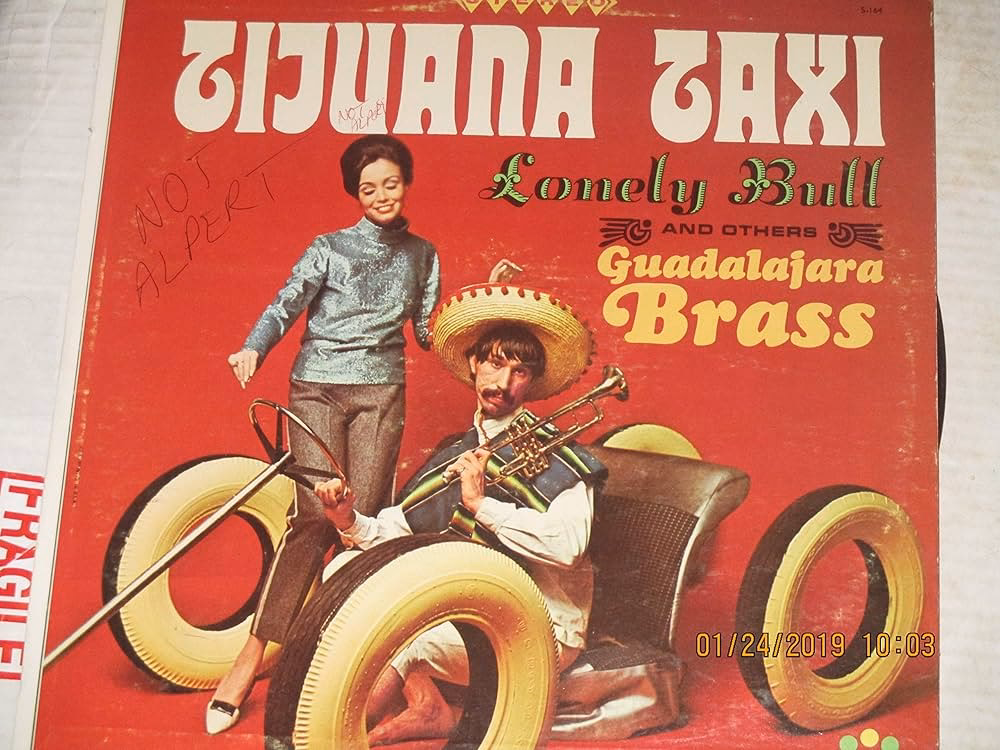 STEREO
S-164
TIJUANA TAXI
NOT
ALPERT
NOT
ALPERT
Lonely Bull
AND OTHERS
Guadalajara
Brass
FRAGILE
01/24/2019 10:03